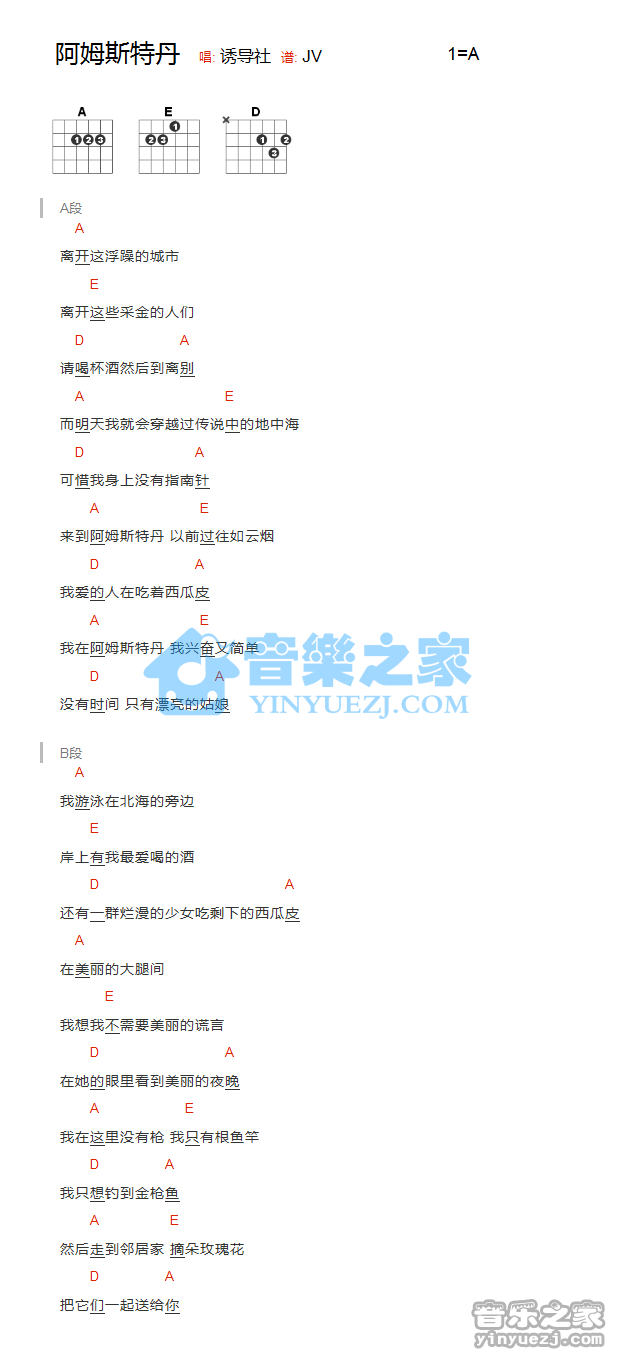 阿姆斯特丹 唱: 诱导社 谱: JV 1=A
A E D
×
1 2 3 2 3 1 1 2 3
A段
A
离开这浮躁的城市
E
离开这些采金的人们
D A
请喝杯酒然后到离别
A E
而明天我就会穿越过传说中的地中海
D A
可惜我身上没有指南针
A E
来到阿姆斯特丹 以前过往如云烟
D A
我爱的人在吃着西瓜皮
A E
我在阿姆斯特丹 我兴奋又简单
D A
没有时间 只有漂亮的姑娘
音樂之家
YINYUEZJ.COM
B段
A
我游泳在北海的旁边
E
岸上有我最爱喝的酒
D A
还有一群烂漫的少女吃剩下的西瓜皮
A
在美丽的大腿间
E
我想我不需要美丽的谎言
D A
在她的眼里看到美丽的夜晚
A E
我在这里没有枪 我只有根鱼竿
D A
我只想钓到金枪鱼
A E
然后走到邻居家 摘朵玫瑰花
D A
把它们一起送给你
音乐之家
yinyuezj.com